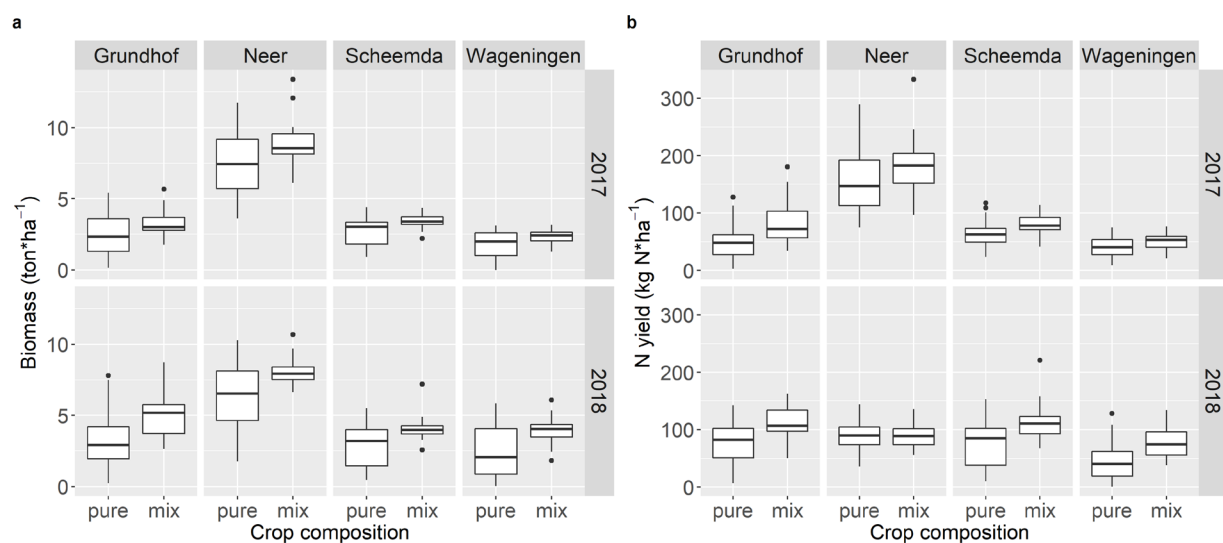 a
Grundhof Neer Scheemda Wageningen
Biomass (ton*ha⁻¹)
10
5
0
2017
10
5
0
2018
pure mix pure mix pure mix pure mix
Crop composition
b
Grundhof Neer Scheemda Wageningen
N yield (kg N*ha⁻¹)
300
200
100
0
2017
300
200
100
0
2018
pure mix pure mix pure mix pure mix
Crop composition